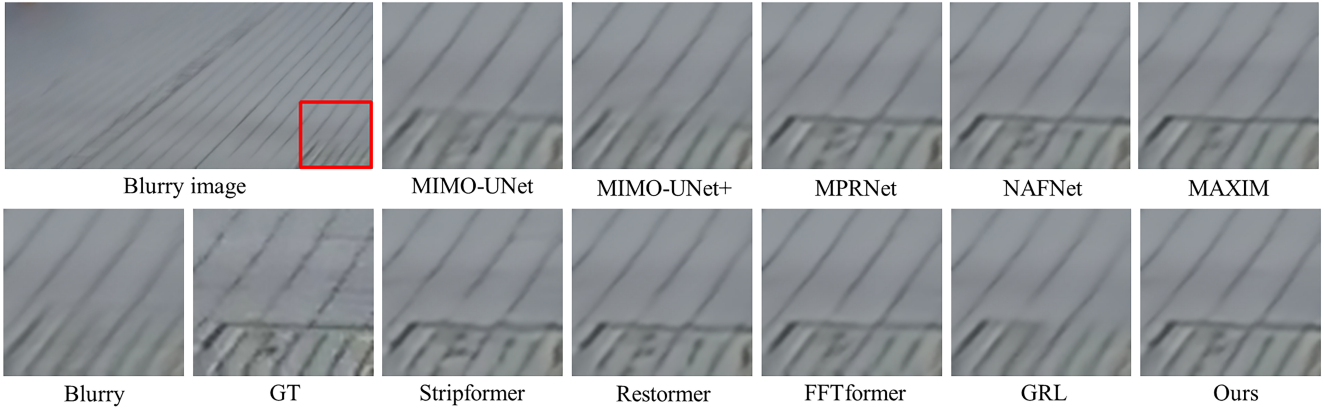 Blurry image MIMO-UNet MIMO-UNet+ MPRNet NAFNet MAXIM
Blurry GT Stripformer Restormer FFTformer GRL Ours